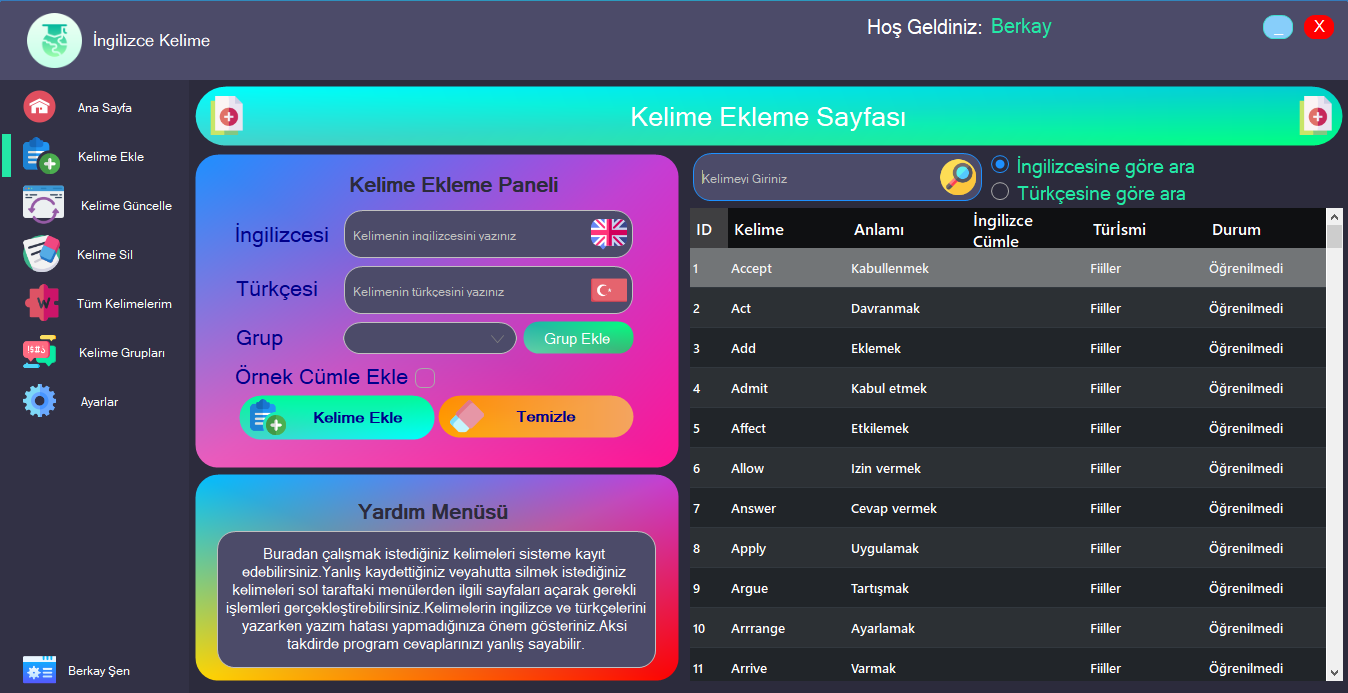 İngilizce Kelime
Hoş Geldiniz: Berkay
_
X
Ana Sayfa
Kelime Ekle
Kelime Güncelle
Kelime Sil
W
Tüm Kelimelerim
Kelime Grupları
Ayarlar
Berkay Şen
Kelime Ekleme Sayfası
Kelime Ekleme Paneli
İngilizcesi
Kelimenin ingilizcesini yazınız
Türkçesi
Kelimenin türkçesini yazınız
Grup
Grup Ekle
Örnek Cümle Ekle
Kelime Ekle
Temizle
Yardım Menüsü
Buradan çalışmak istediğiniz kelimeleri sisteme kayıt
edebilirsiniz.Yanlış kaydettiğiniz veyahutta silmek istediğiniz
kelimeleri sol taraftaki menülerden ilgili sayfaları açarak gerekli
işlemleri gerçekleştirebilirsiniz.Kelimelerin ingilizce ve türkçelerini
yazarken yazım hatası yapmadığınıza önem gösteriniz.Aksi
takdirde program cevaplarınızı yanlış sayabilir.
Kelimeyi Giriniz
İngilizcesine göre ara
Türkçesine göre ara
ID Kelime Anlamı İngilizce Cümle Türİsmi Durum
1 Accept Kabullenmek Fiiller Öğrenilmedi
2 Act Davranmak Fiiller Öğrenilmedi
3 Add Eklemek Fiiller Öğrenilmedi
4 Admit Kabul etmek Fiiller Öğrenilmedi
5 Affect Etkilemek Fiiller Öğrenilmedi
6 Allow Izin vermek Fiiller Öğrenilmedi
7 Answer Cevap vermek Fiiller Öğrenilmedi
8 Apply Uygulamak Fiiller Öğrenilmedi
9 Argue Tartışmak Fiiller Öğrenilmedi
10 Arrrange Ayarlamak Fiiller Öğrenilmedi
11 Arrive Varmak Fiiller Öğrenilmedi